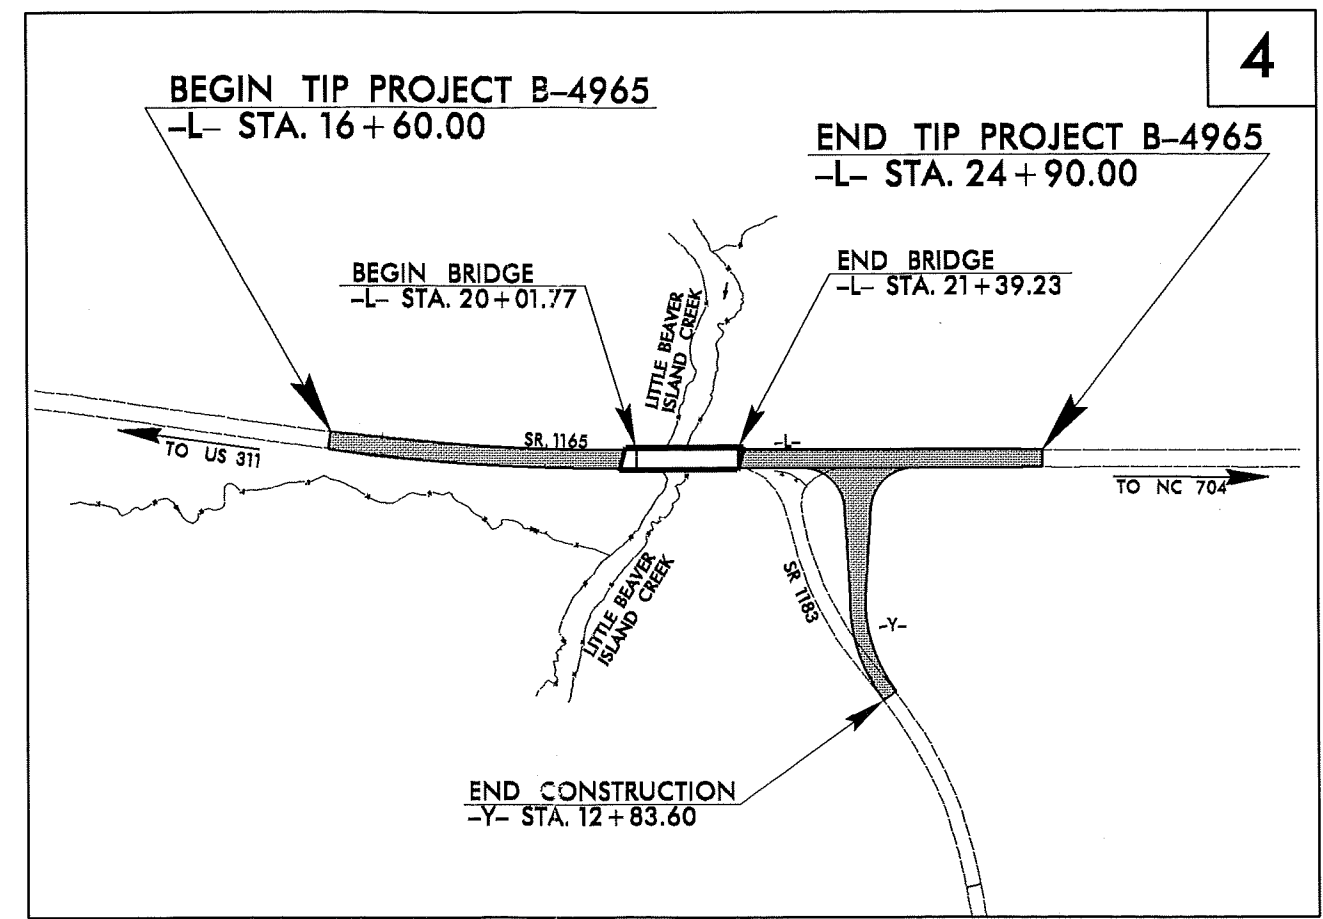 4
BEGIN TIP PROJECT B–4965
–L– STA. 16+60.00
END TIP PROJECT B–4965
–L– STA. 24+90.00
BEGIN BRIDGE
–L– STA. 20+01.77
END BRIDGE
–L– STA. 21+39.23
LITTLE BEAVER
ISLAND CREEK
SR. 1165
–L–
TO US 311
TO NC 704
SR 1183
LITTLE BEAVER
ISLAND CREEK
–Y–
END CONSTRUCTION
–Y– STA. 12+83.60